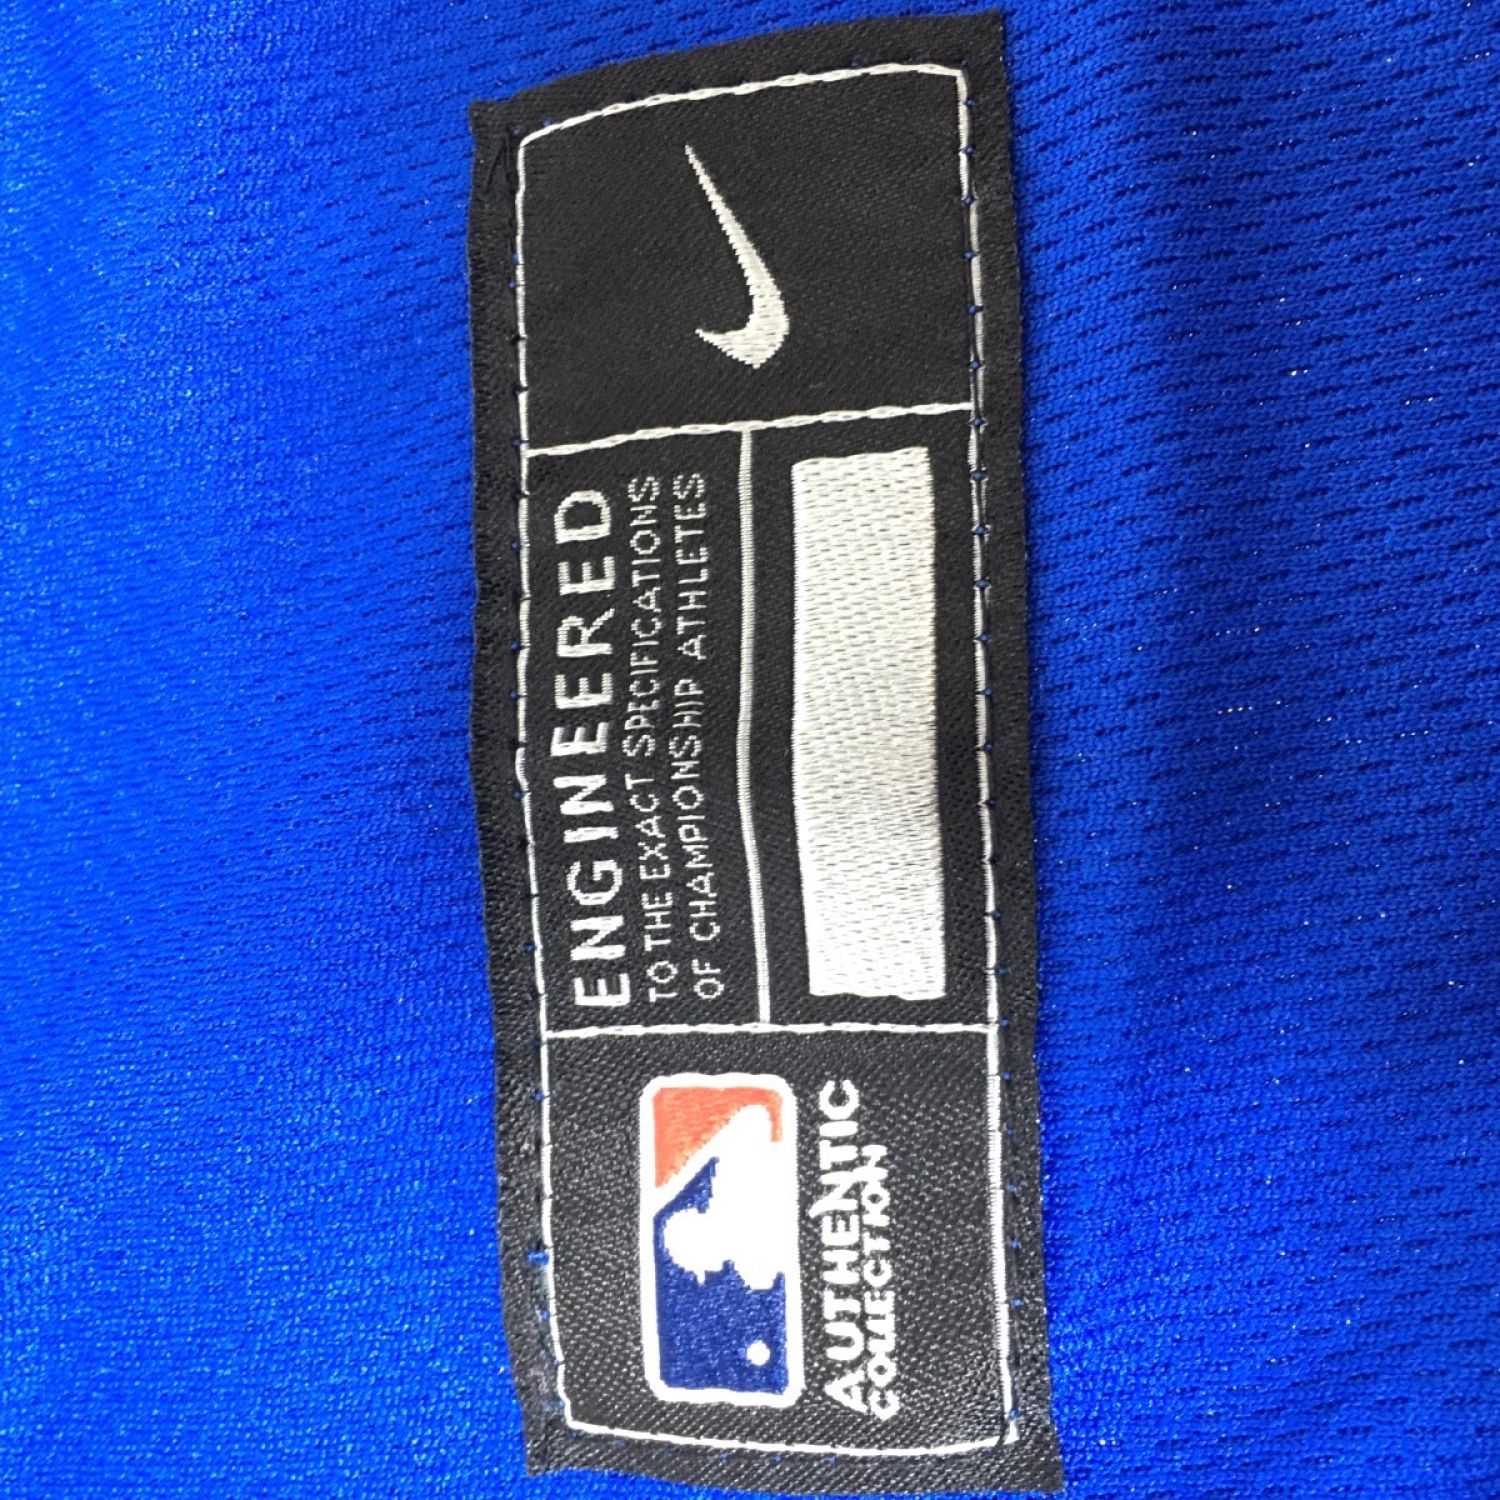 ENGINEERED
TO THE EXACT SPECIFICATIONS
OF CHAMPIONSHIP ATHLETES
AUTHENTIC
COLLECTION